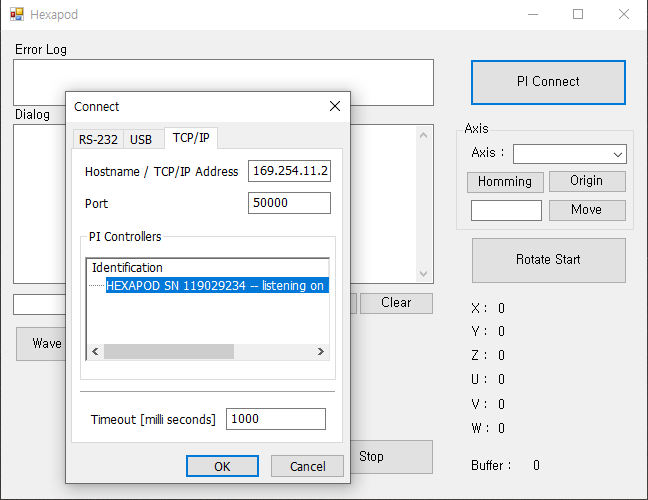 Hexapod
Error Log
PI Connect
Dialog
Connect
RS-232 USB TCP/IP
Hostname / TCP/IP Address 169.254.11.2
Port 50000
PI Controllers
Identification
HEXAPOD SN 119029234 -- listening on
Timeout [milli seconds] 1000
OK Cancel
Axis
Axis :
Homming Origin
Move
Rotate Start
Clear
Wave
Stop
X : 0
Y : 0
Z : 0
U : 0
V : 0
W : 0
Buffer : 0